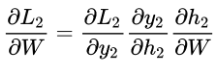 ∂L₂/∂W = ∂L₂/∂y₂ ∂y₂/∂h₂ ∂h₂/∂W